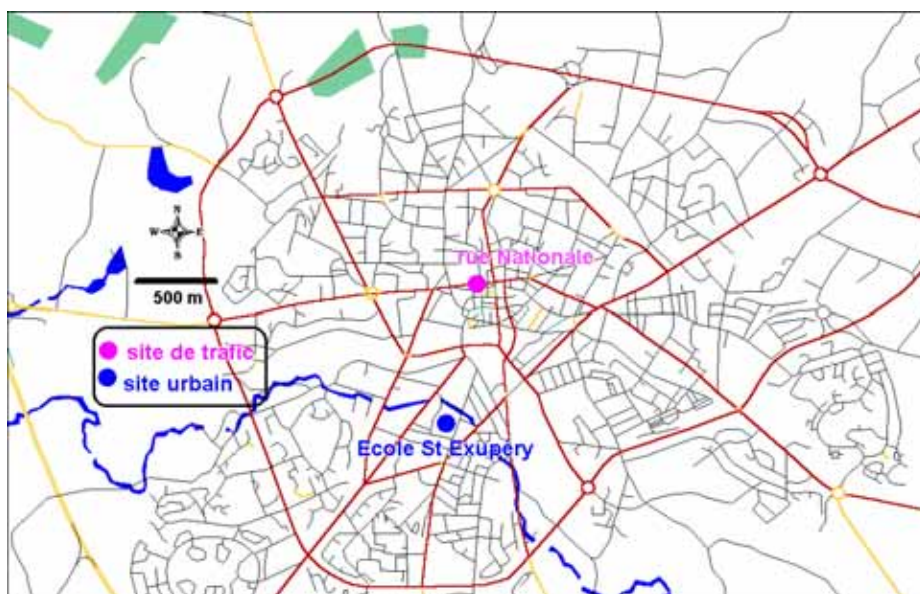 rue Nationale
N
W E
S
500 m
site de trafic
site urbain
Ecole St Exupéry